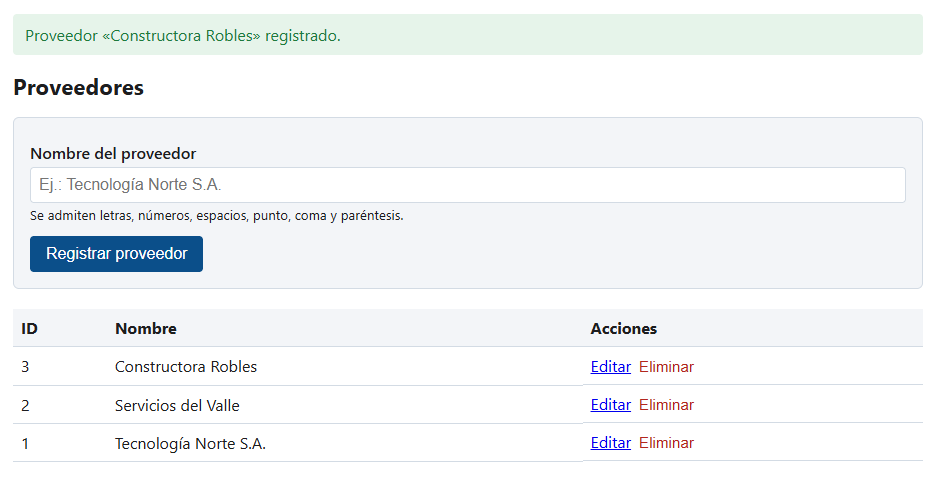 Proveedor «Constructora Robles» registrado.
Proveedores
Nombre del proveedor
Ej.: Tecnología Norte S.A.
Se admiten letras, números, espacios, punto, coma y paréntesis.
Registrar proveedor
ID Nombre Acciones
3 Constructora Robles Editar Eliminar
2 Servicios del Valle Editar Eliminar
1 Tecnología Norte S.A. Editar Eliminar